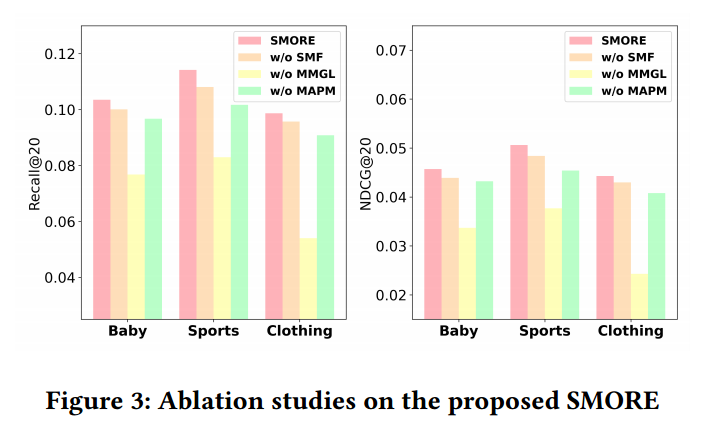 0.12
0.10
0.08
0.06
0.04
Recall@20
SMORE
w/o SMF
w/o MMGL
w/o MAPM
Baby Sports Clothing
0.07
0.06
0.05
0.04
0.03
0.02
NDCG@20
SMORE
w/o SMF
w/o MMGL
w/o MAPM
Baby Sports Clothing
Figure 3: Ablation studies on the proposed SMORE